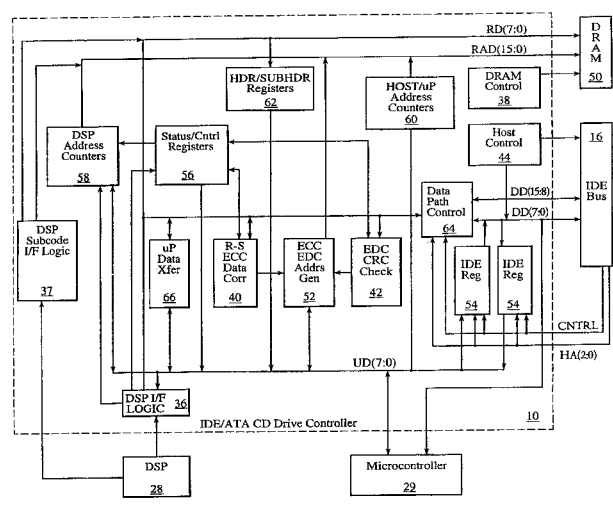 RD(7:0)
RAD(15:0)
D
R
A
M
50
HDR/SUBHDR
Registers
62
HOST/uP
Address
Counters
60
DRAM
Control
38
DSP
Address
Counters
58
Status/Cntrl
Registers
56
Host
Control
44
16
IDE
Bus
Data
Path
Control
64
DD(15:8)
DD(7:0)
DSP
Subcode
I/F Logic
37
uP
Data
Xfer
66
R-S
ECC
Data
Corr
40
ECC
EDC
Addrs
Gen
52
EDC
CRC
Check
42
IDE
Reg
54
IDE
Reg
54
CNTRL
HA(2:0)
UD(7:0)
DSP I/F
LOGIC 36
10
IDE/ATA CD Drive Controller
DSP
28
Microcontroller
29